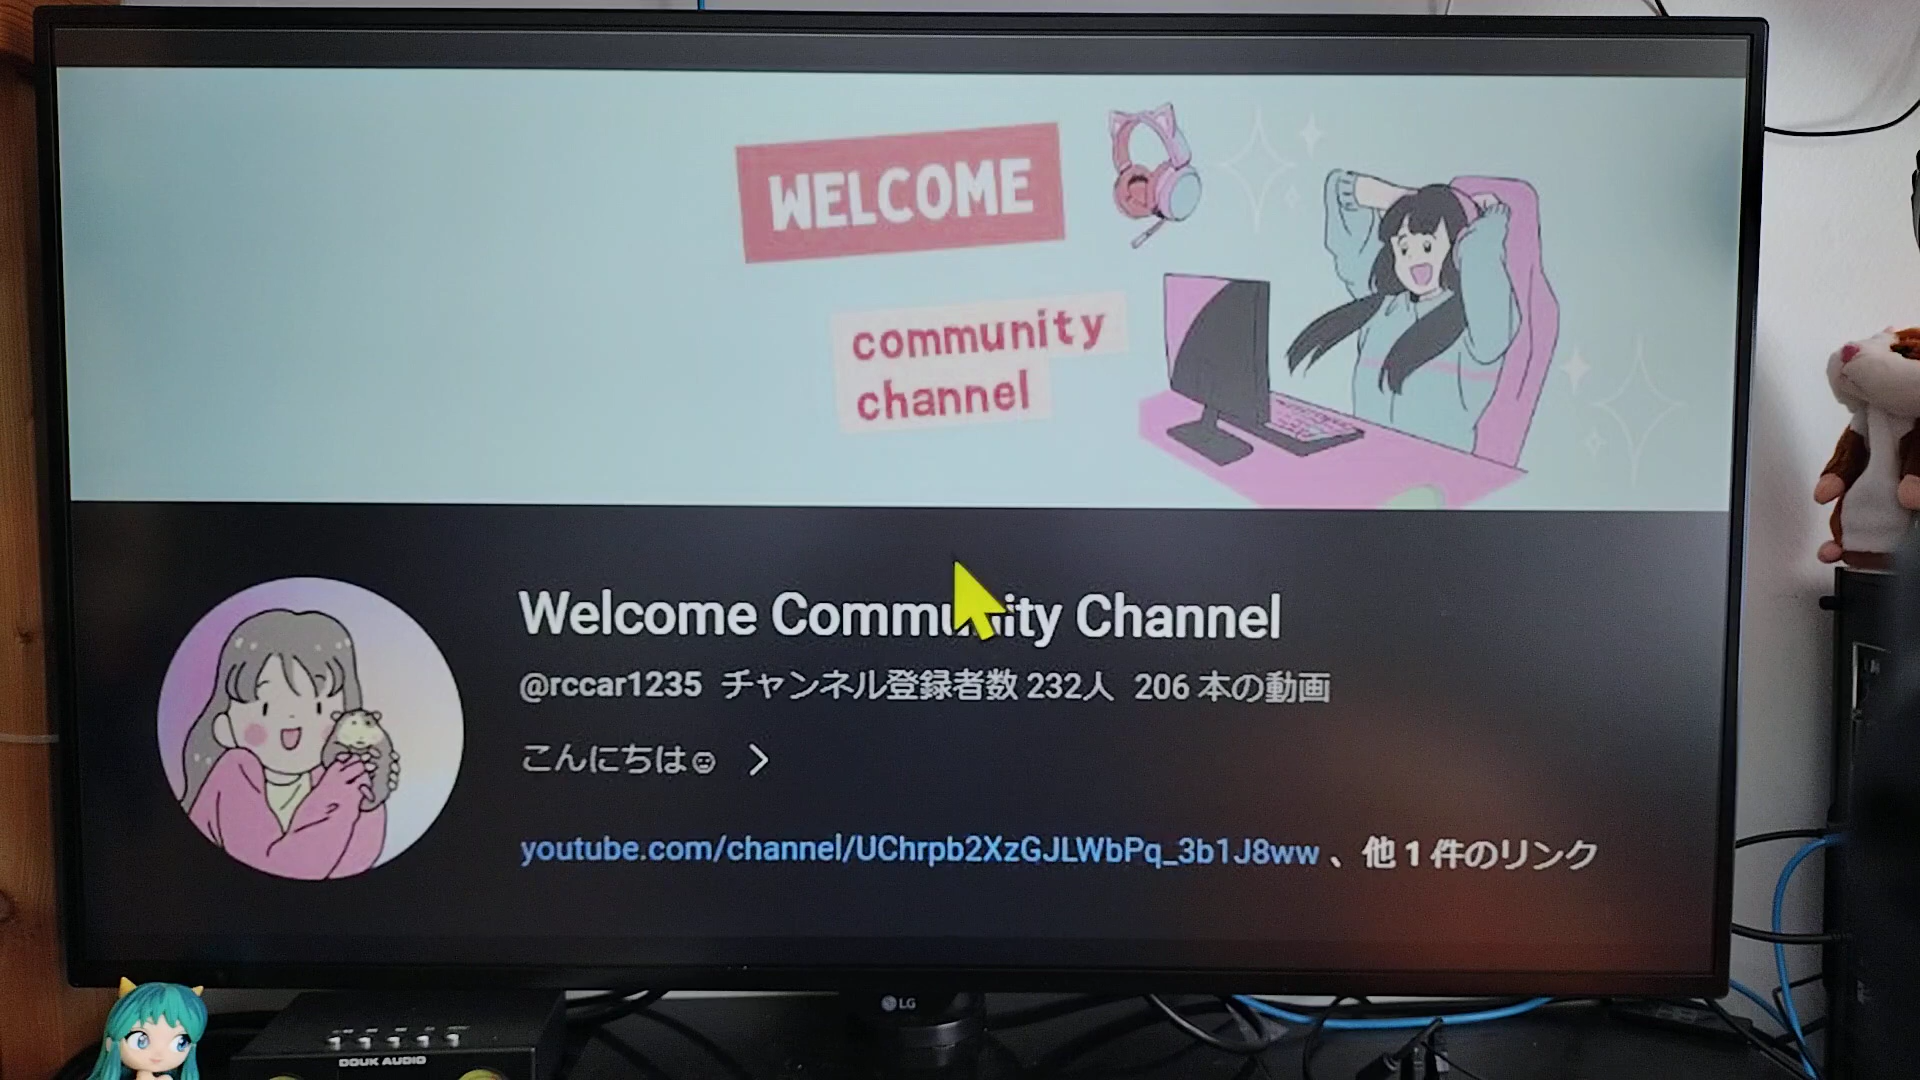 WELCOME
community
channel
Welcome Community Channel
@rccar1235 チャンネル登録者数 232人 206 本の動画
こんにちは
youtube.com/channel/UChrpb2XzGJLWbPq_3b1J8ww 、他 1 件のリンク
LG
DOUK AUDIO